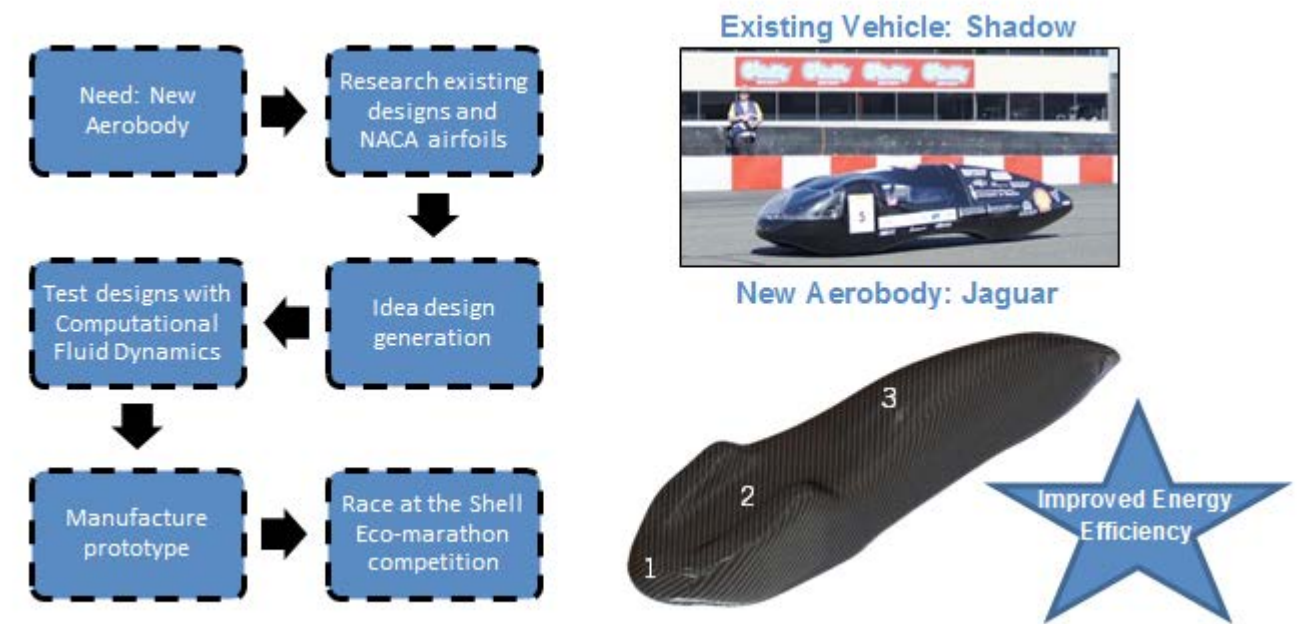 Need: New
Aerobody
Research existing
designs and
NACA airfoils
Test designs with
Computational
Fluid Dynamics
Idea design
generation
Manufacture
prototype
Race at the Shell
Eco-marathon
competition
Existing Vehicle: Shadow
5
New Aerobody: Jaguar
3
2
1
Improved Energy
Efficiency